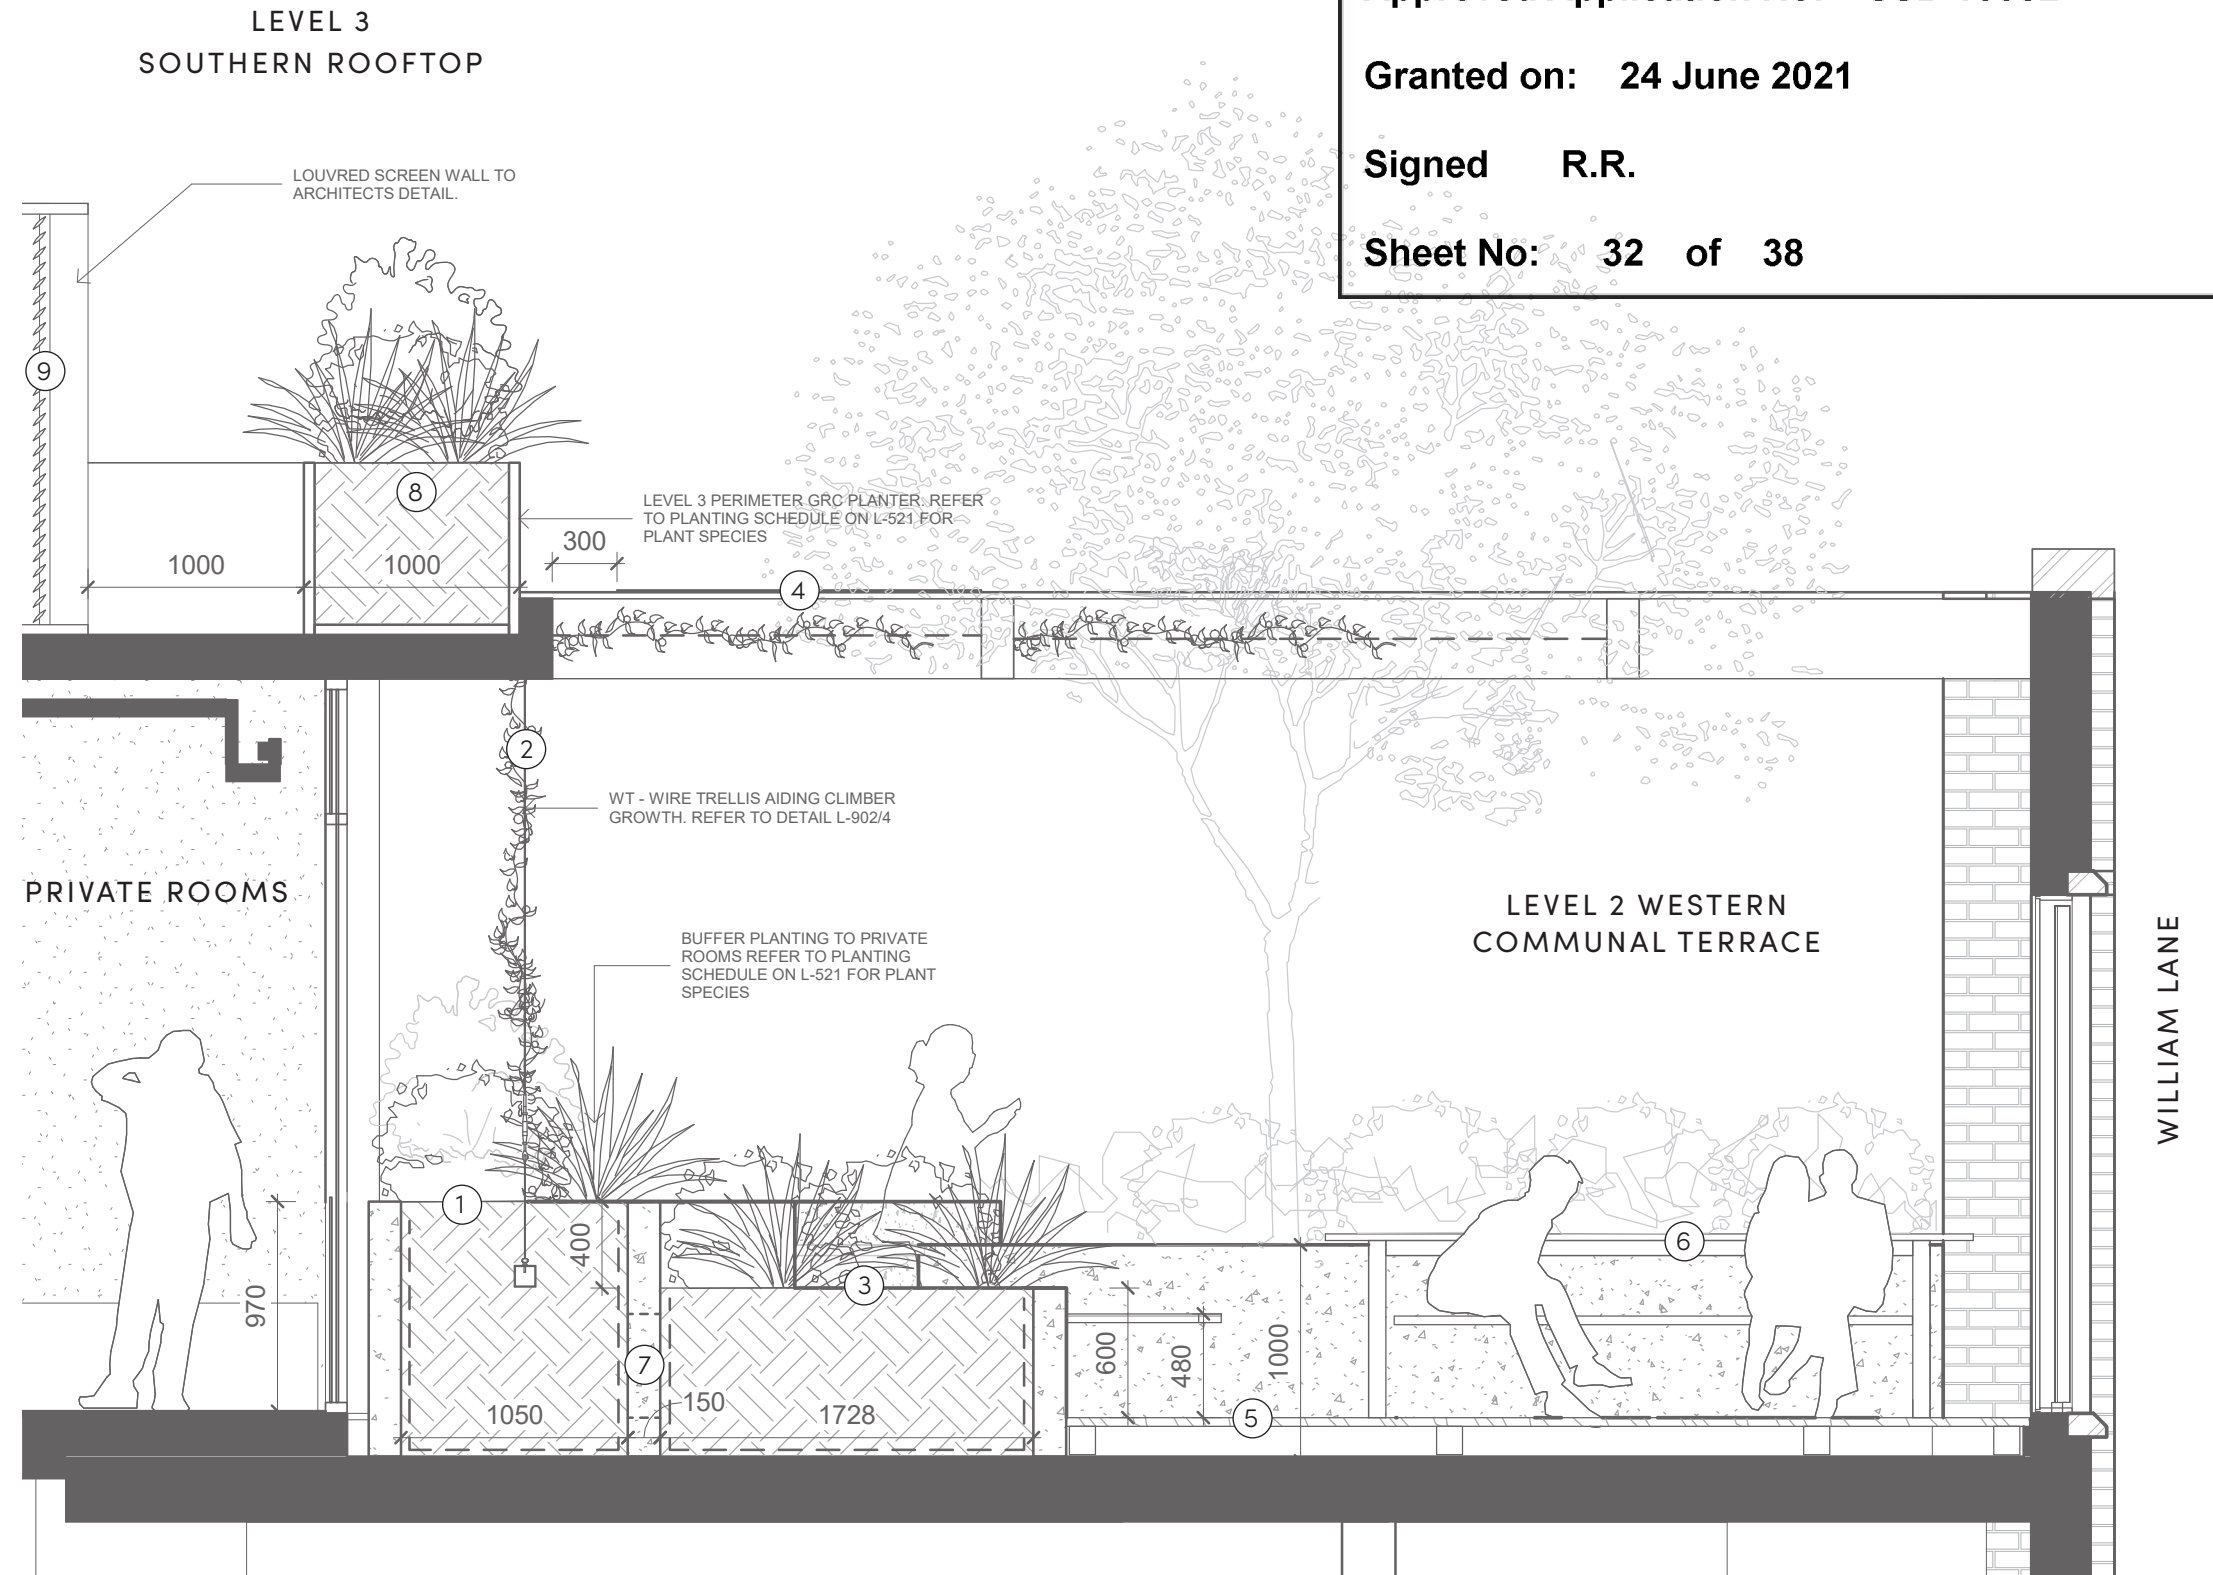 LEVEL 3
SOUTHERN ROOFTOP
Granted on: 24 June 2021
Signed R.R.
Sheet No: 32 of 38
LOUVRED SCREEN WALL TO
ARCHITECTS DETAIL.
9
8
LEVEL 3 PERIMETER GRC PLANTER. REFER
TO PLANTING SCHEDULE ON L-521 FOR
PLANT SPECIES
300
1000
1000
4
2
WT - WIRE TRELLIS AIDING CLIMBER
GROWTH. REFER TO DETAIL L-902/4
PRIVATE ROOMS
LEVEL 2 WESTERN
COMMUNAL TERRACE
WILLIAM LANE
BUFFER PLANTING TO PRIVATE
ROOMS REFER TO PLANTING
SCHEDULE ON L-521 FOR PLANT
SPECIES
1
400
3
6
970
7
600
480
1000
1050
150
1728
5